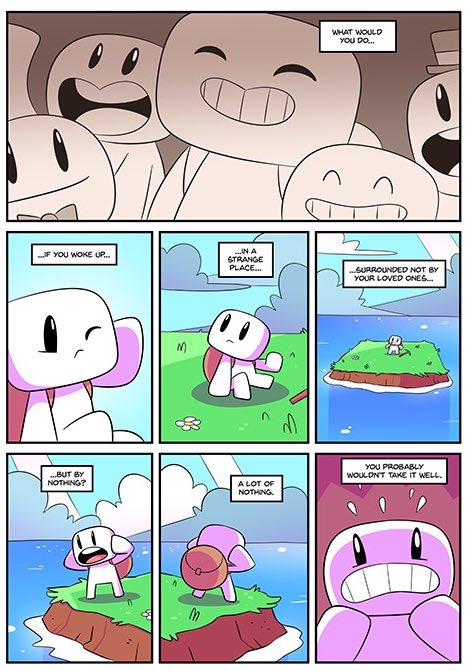 WHAT WOULD
YOU DO...
...IF YOU WOKE UP...
...IN A
STRANGE
PLACE...
...SURROUNDED NOT BY
YOUR LOVED ONES...
...BUT BY
NOTHING?
A LOT OF
NOTHING.
YOU PROBABLY
WOULDN'T TAKE IT WELL.